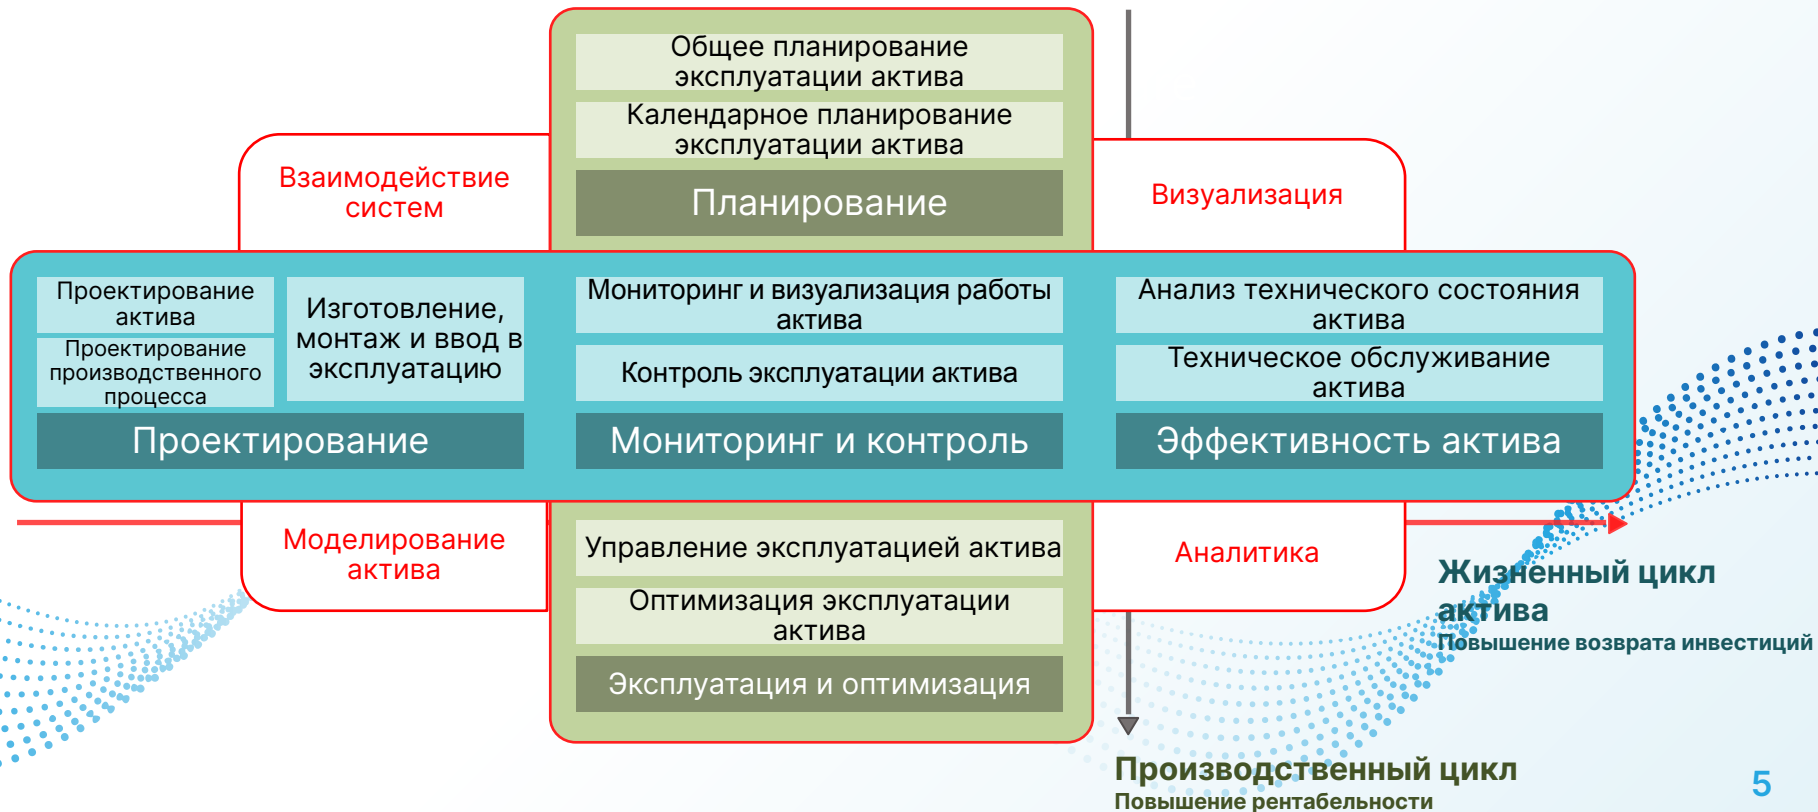 Общее планирование
эксплуатации актива
Календарное планирование
эксплуатации актива
Планирование
Взаимодействие
систем
Визуализация
Проектирование
актива
Проектирование
производственного
процесса
Изготовление,
монтаж и ввод в
эксплуатацию
Проектирование
Мониторинг и визуализация работы
актива
Контроль эксплуатации актива
Мониторинг и контроль
Анализ технического состояния
актива
Техническое обслуживание
актива
Эффективность актива
Моделирование
актива
Управление эксплуатацией актива
Оптимизация эксплуатации
актива
Эксплуатация и оптимизация
Аналитика
Жизненный цикл
актива
Повышение возврата инвестиций
Производственный цикл
Повышение рентабельности
5